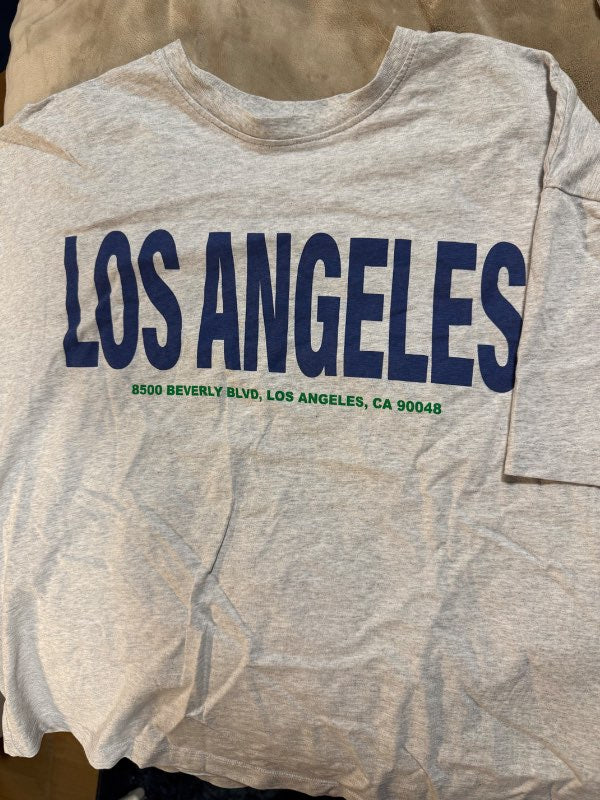 LOS ANGELES
8500 BEVERLY BLVD, LOS ANGELES, CA 90048